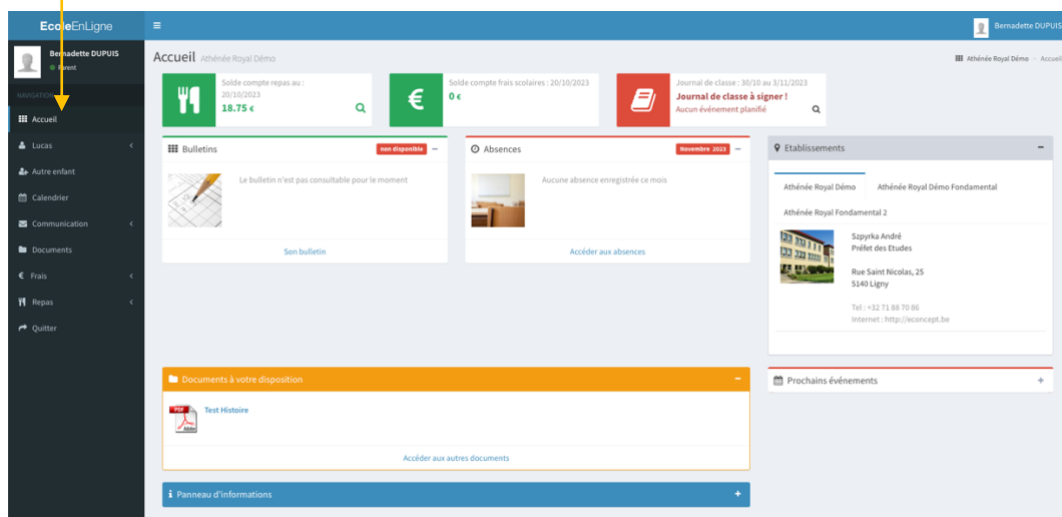 EcoleEnLigne
Bernadette DUPUIS
Bernadette DUPUIS
Parent
NAVIGATION
Accueil
Lucas
Autre enfant
Calendrier
Communication
Documents
Frais
Repas
Quitter
Accueil Athénée Royal Démo
Athénée Royal Démo > Accueil
Solde compte repas au :
20/10/2023
18.75 €
Solde compte frais scolaires : 20/10/2023
0 €
Journal de classe : 30/10 au 3/11/2023
Journal de classe à signer !
Aucun événement planifié
Bulletins
non disponible
Le bulletin n'est pas consultable pour le moment
Son bulletin
Absences
Novembre 2023
Aucune absence enregistrée ce mois
Accéder aux absences
Etablissements
Athénée Royal Démo
Athénée Royal Démo Fondamental
Athénée Royal Fondamental 2
Szpyrka André
Préfet des Etudes
Rue Saint Nicolas, 25
5140 Ligny
Tel : +32 71 88 70 86
Internet : http://econcept.be
Documents à votre disposition
PDF
Adobe
Test Histoire
Accéder aux autres documents
Prochains événements
Panneau d'informations